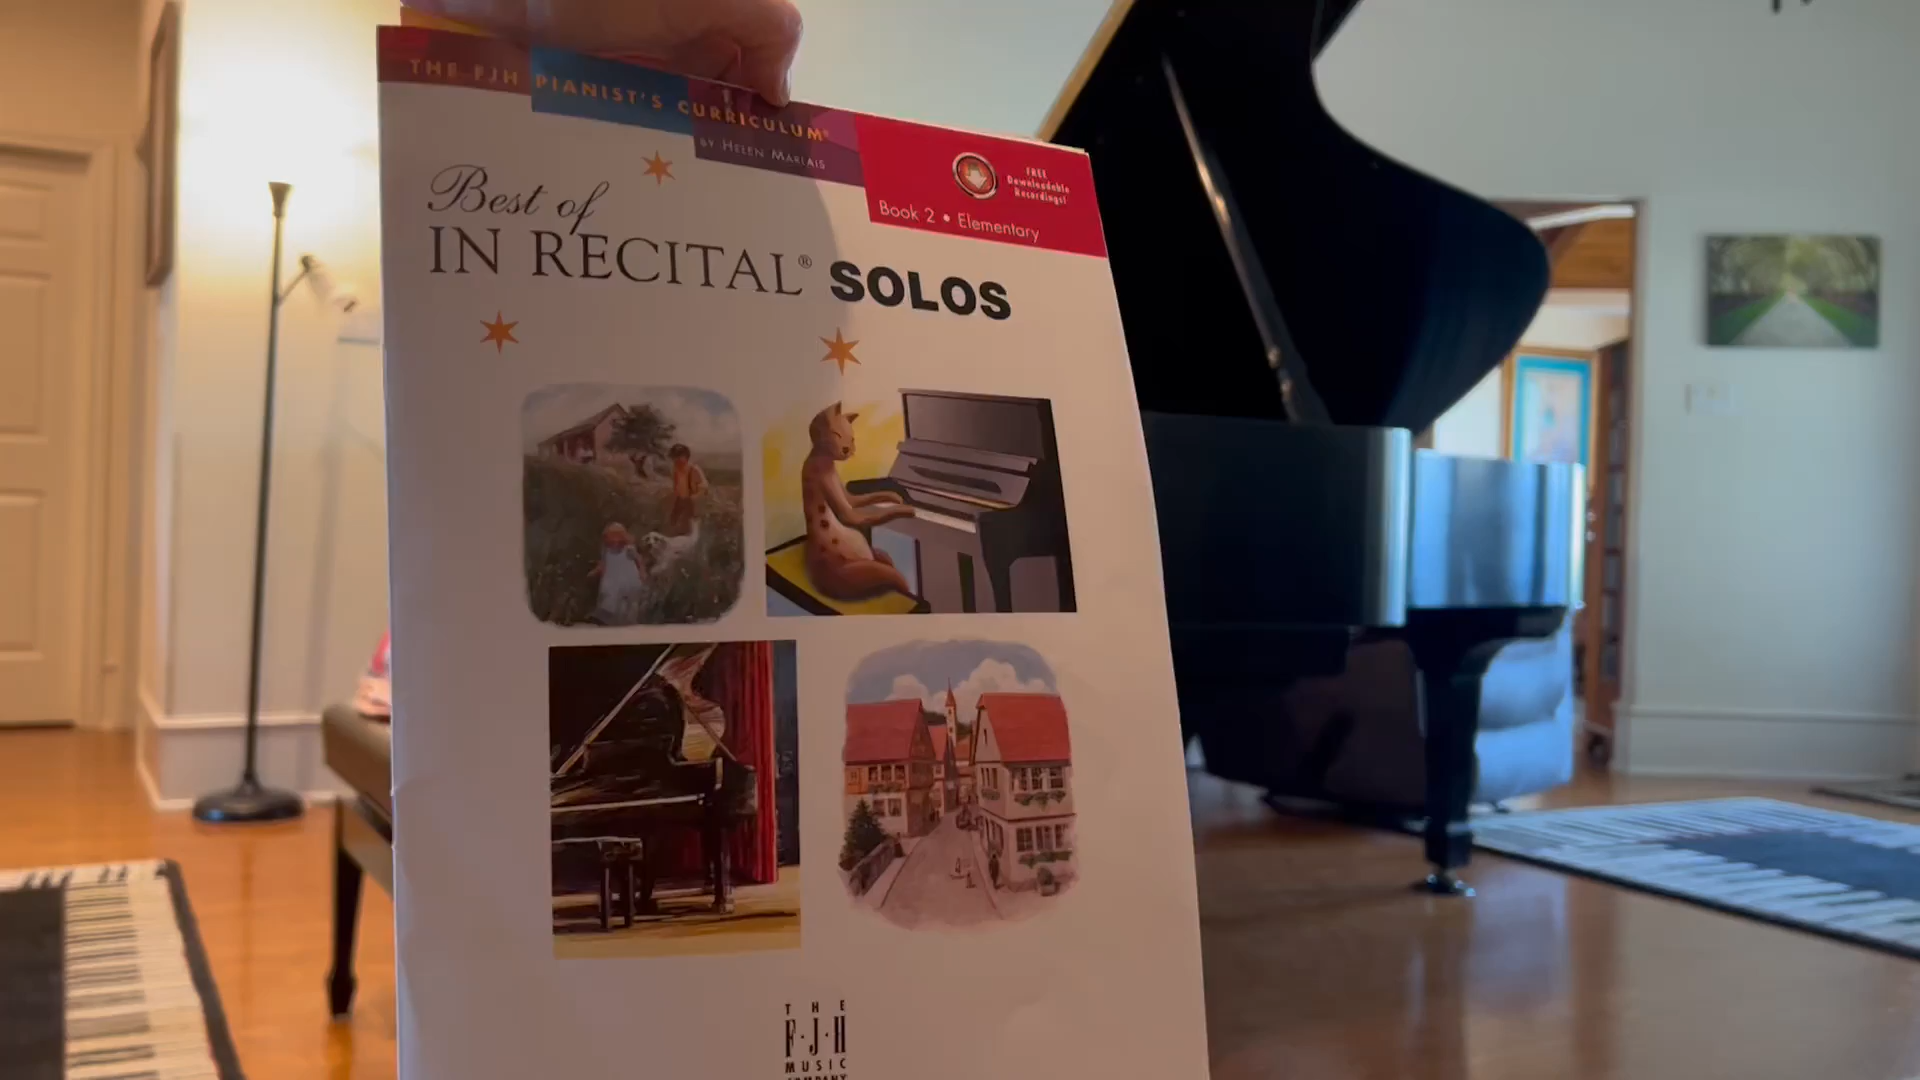 THE FJH PIANIST'S CURRICULUM®
BY HELEN MARLAIS
FREE
Downloadable
Recordings!
Book 2 • Elementary
Best of
IN RECITAL® SOLOS
THE
F·J·H
MUSIC
COMPANY